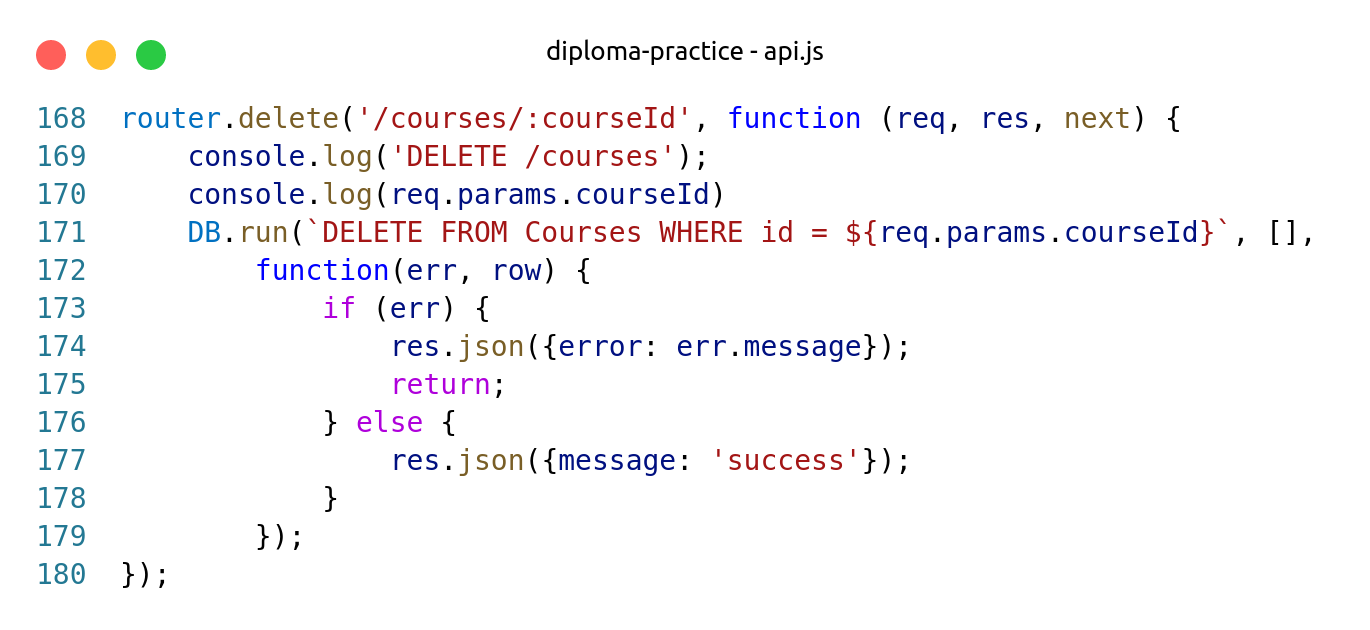 diploma-practice - api.js
168  router.delete('/courses/:courseId', function (req, res, next) {
169      console.log('DELETE /courses');
170      console.log(req.params.courseId)
171      DB.run(`DELETE FROM Courses WHERE id = ${req.params.courseId}`, [],
172          function(err, row) {
173              if (err) {
174                  res.json({error: err.message});
175                  return;
176              } else {
177                  res.json({message: 'success'});
178              }
179          });
180  });